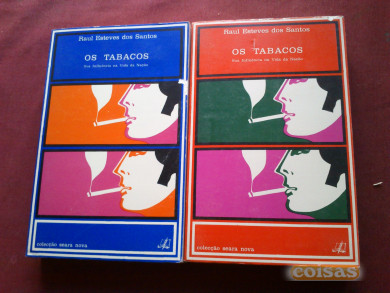 Raul Esteves dos Santos
OS TABACOS
Sua influência na Vida da Nação
colecção seara nova
Raul Esteves dos Santos
OS TABACOS
Sua influência na Vida da Nação
colecção seara nova
coisas